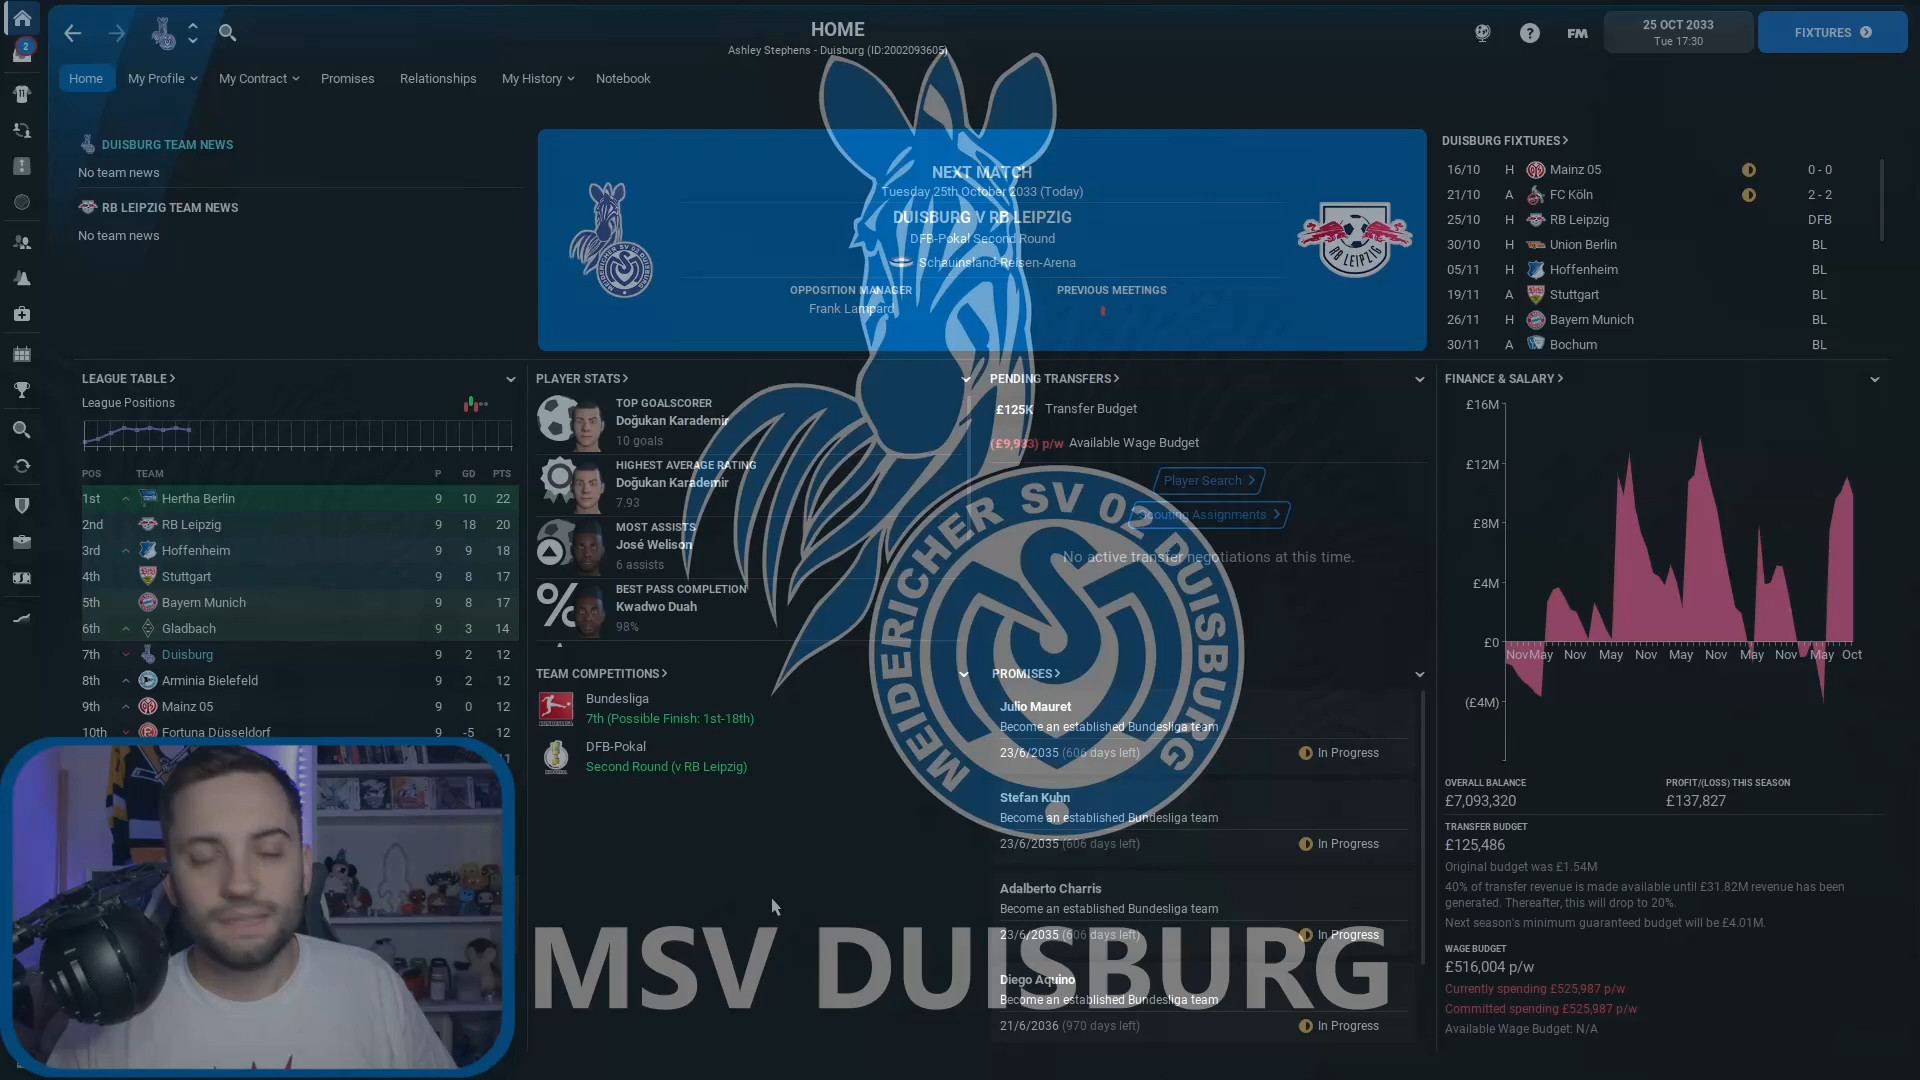 HOME
Ashley Stephens - Duisburg (ID:2002093605)
2
25 OCT 2033
Tue 17:30
FIXTURES
FM
Home
My Profile
My Contract
Promises
Relationships
My History
Notebook
DUISBURG TEAM NEWS
No team news
RB LEIPZIG TEAM NEWS
No team news
NEXT MATCH
Tuesday 25th October 2033 (Today)
DUISBURG V RB LEIPZIG
DFB-Pokal Second Round
Schauinsland-Reisen-Arena
OPPOSITION MANAGER
Frank Lampard
PREVIOUS MEETINGS
MEIDERICHER SV 02 DUISBURG
RB LEIPZIG
DUISBURG FIXTURES
16/10 H Mainz 05 0 - 0
21/10 A FC Köln 2 - 2
25/10 H RB Leipzig DFB
30/10 H Union Berlin BL
05/11 H Hoffenheim BL
19/11 A Stuttgart BL
26/11 H Bayern Munich BL
30/11 A Bochum BL
LEAGUE TABLE
League Positions
POS TEAM P GD PTS
1st Hertha Berlin 9 10 22
2nd RB Leipzig 9 18 20
3rd Hoffenheim 9 9 18
4th Stuttgart 9 8 17
5th Bayern Munich 9 8 17
6th Gladbach 9 3 14
7th Duisburg 9 2 12
8th Arminia Bielefeld 9 2 12
9th Mainz 05 9 0 12
10th Fortuna Düsseldorf 9 -5 12
PLAYER STATS
TOP GOALSCORER
Doğukan Karademir
10 goals
HIGHEST AVERAGE RATING
Doğukan Karademir
7.93
MOST ASSISTS
José Welison
6 assists
BEST PASS COMPLETION
Kwadwo Duah
98%
TEAM COMPETITIONS
Bundesliga
7th (Possible Finish: 1st-18th)
DFB-Pokal
Second Round (v RB Leipzig)
PENDING TRANSFERS
£125K Transfer Budget
(£9,983) p/w Available Wage Budget
Player Search
Scouting Assignments
No active transfer negotiations at this time.
PROMISES
Julio Mauret
Become an established Bundesliga team
23/6/2035 (606 days left) In Progress
Stefan Kuhn
Become an established Bundesliga team
23/6/2035 (606 days left) In Progress
Adalberto Charris
Become an established Bundesliga team
23/6/2035 (606 days left) In Progress
Diego Aquino
Become an established Bundesliga team
21/6/2036 (970 days left) In Progress
MEIDERICHER SV 02 DUISBURG
MSV DUISBURG
FINANCE & SALARY
£16M
£12M
£8M
£4M
£0
(£4M)
Nov May Nov May Nov May Nov May Nov May Oct
OVERALL BALANCE
£7,093,320
PROFIT/(LOSS) THIS SEASON
£137,827
TRANSFER BUDGET
£125,486
Original budget was £1.54M
40% of transfer revenue is made available until £31.82M revenue has been
generated. Thereafter, this will drop to 20%.
Next season's minimum guaranteed budget will be £4.01M.
WAGE BUDGET
£516,004 p/w
Currently spending £525,987 p/w
Committed spending £525,987 p/w
Available Wage Budget: N/A